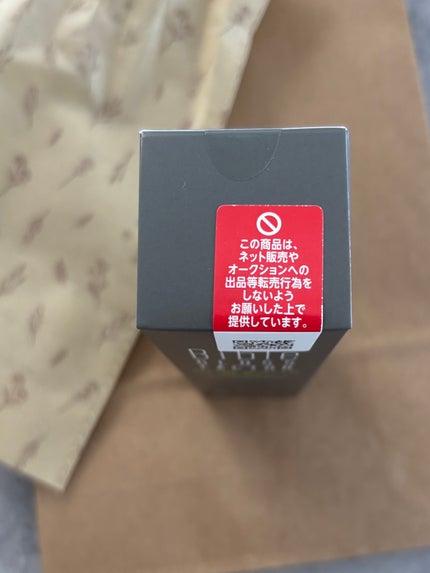 この商品は、
ネット販売や
オークションへの
出品等転売行為を
しないよう
お願いした上で
提供しています。